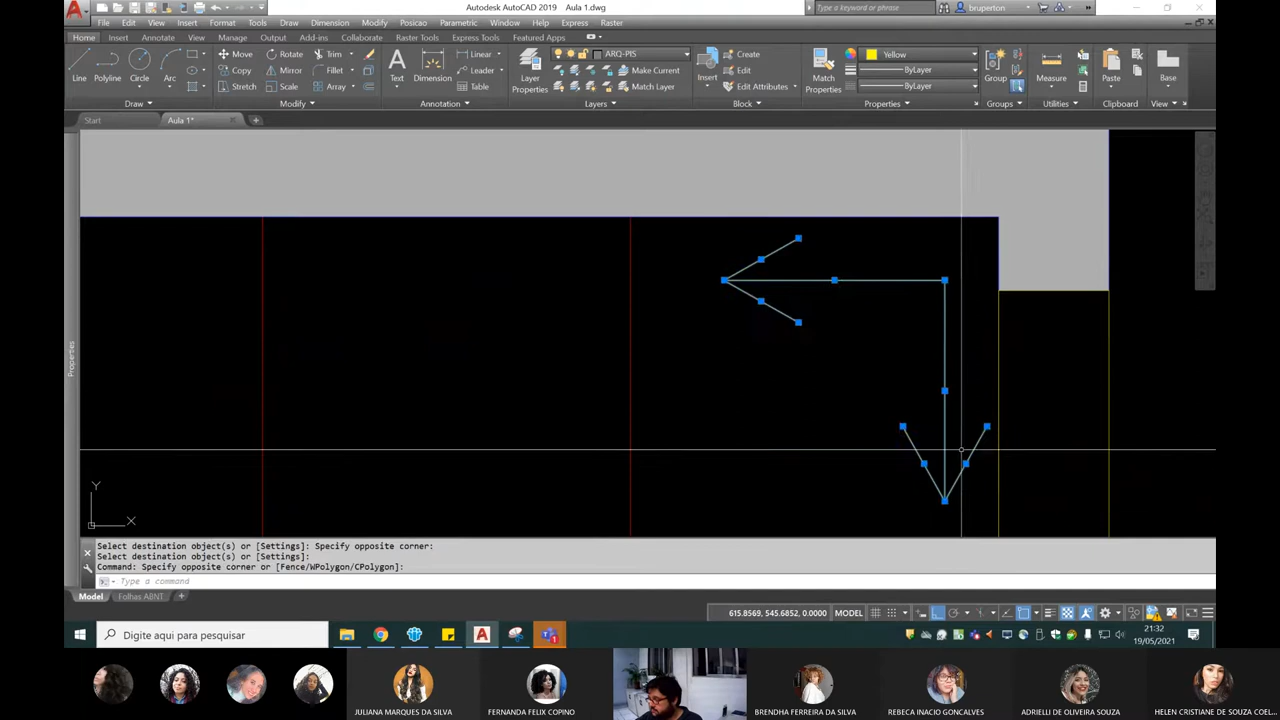 Autodesk AutoCAD 2019 Aula 1.dwg
Type a keyword or phrase
bruperton
File Edit View Insert Format Tools Draw Dimension Modify Posicao Parametric Window Help Express Raster
Home Insert Annotate Parametric View Manage Output Add-ins Collaborate Raster Tools Express Tools Featured Apps
Line Polyline Circle Arc
Move Rotate Trim
Copy Mirror Fillet
Stretch Scale Array
Text Dimension
Linear
Leader
Table
Layer
Properties
ARQ-PIS
Make Current
Match Layer
Insert
Create
Edit
Edit Attributes
Match
Properties
Yellow
ByLayer
ByLayer
Group
Measure
Paste
Base
Draw Modify Annotation Layers Block Properties Groups Utilities Clipboard View
Start Aula 1*
Properties
Y
X
Select destination object(s) or [Settings]: Specify opposite corner:
Select destination object(s) or [Settings]:
Command: Specify opposite corner or [Fence/WPolygon/CPolygon]:
Type a command
Model Folhas ABNT
615.8569, 545.6852, 0.0000 MODEL
Digite aqui para pesquisar
21:32
19/05/2021
JULIANA MARQUES DA SILVA FERNANDA FELIX COPINO BRENDHA FERREIRA DA SILVA REBECA INACIO GONCALVES ADRIELLI DE OLIVEIRA SOUZA HELEN CRISTIANE DE SOUZA COEL...